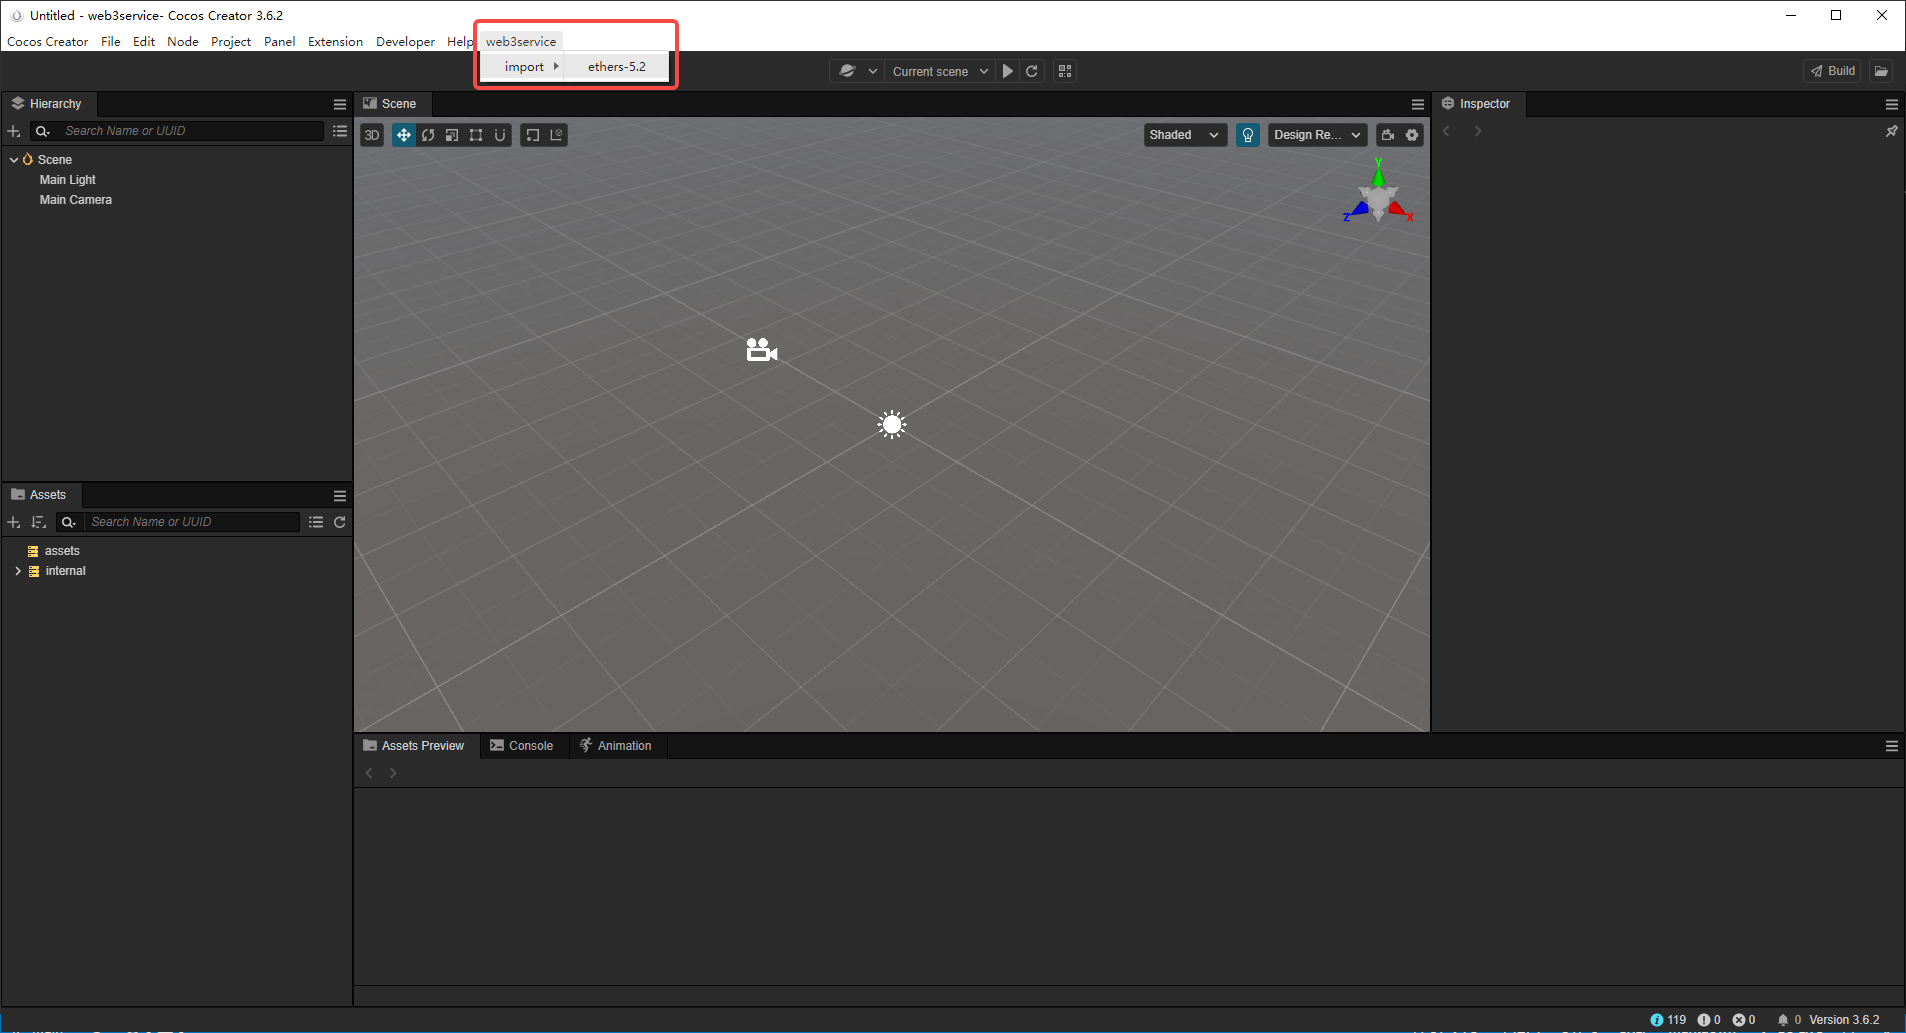 Untitled - web3service- Cocos Creator 3.6.2
Cocos Creator File Edit Node Project Panel Extension Developer Help web3service
import ethers-5.2
Current scene
Build
Hierarchy
Search Name or UUID
Scene
Main Light
Main Camera
Scene
3D
Shaded
Design Re...
Y
Z
X
Inspector
Assets
Search Name or UUID
assets
internal
Assets Preview Console Animation
119 0 0 0 Version 3.6.2